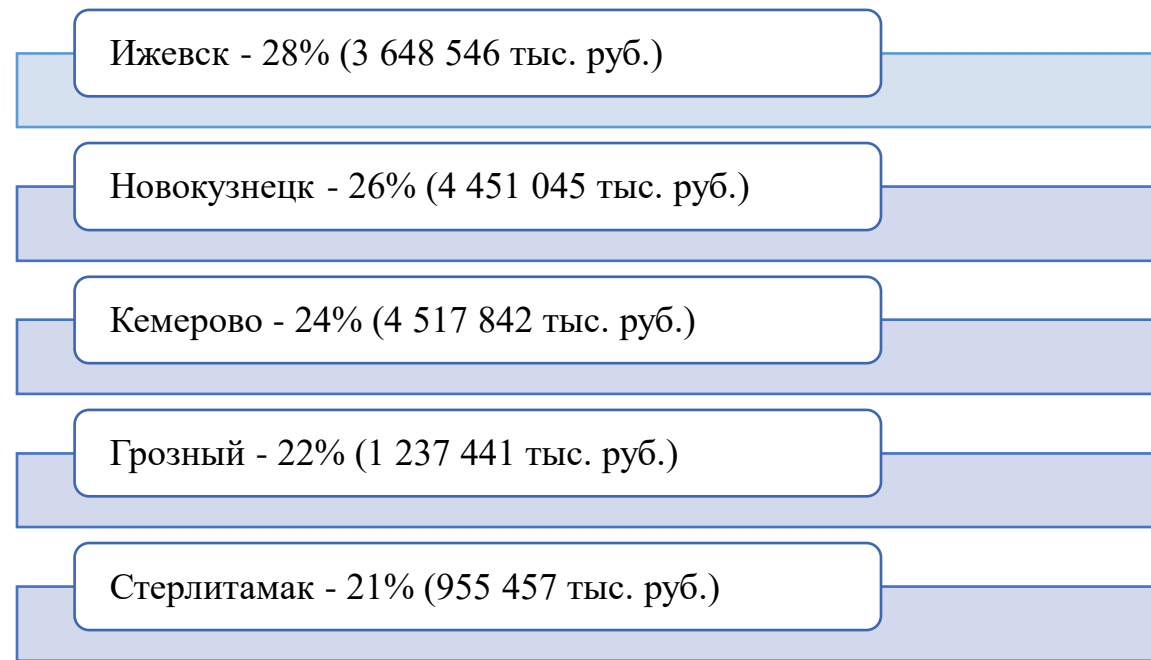 Ижевск - 28% (3 648 546 тыс. руб.)
Новокузнецк - 26% (4 451 045 тыс. руб.)
Кемерово - 24% (4 517 842 тыс. руб.)
Грозный - 22% (1 237 441 тыс. руб.)
Стерлитамак - 21% (955 457 тыс. руб.)